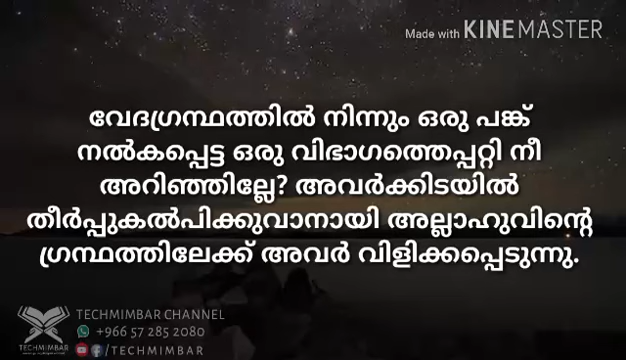 Made with KINEMASTER
വേദഗ്രന്ഥത്തിൽ നിന്നും ഒരു പങ്ക്
നൽകപ്പെട്ട ഒരു വിഭാഗത്തെപ്പറ്റി നീ
അറിഞ്ഞില്ലേ? അവർക്കിടയിൽ
തീർപ്പുകൽപിക്കുവാനായി അല്ലാഹുവിന്റെ
ഗ്രന്ഥത്തിലേക്ക് അവർ വിളിക്കപ്പെടുന്നു.
TECHMIMBAR CHANNEL
+966 57 285 2080
/TECHMIMBAR
TECHMIMBAR